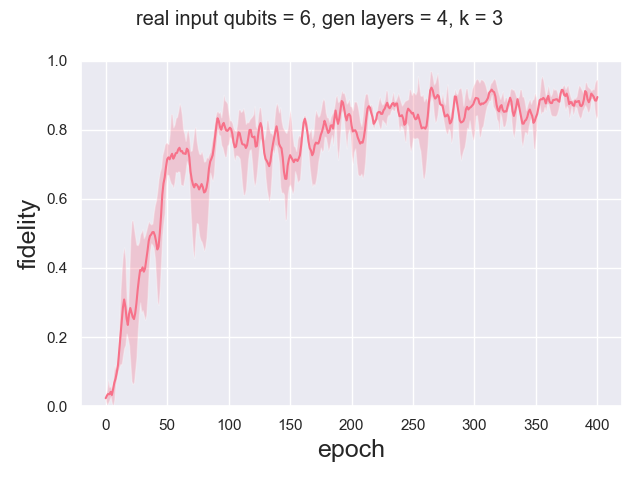 real input qubits = 6, gen layers = 4, k = 3
fidelity
1.0
0.8
0.6
0.4
0.2
0.0
0 50 100 150 200 250 300 350 400
epoch